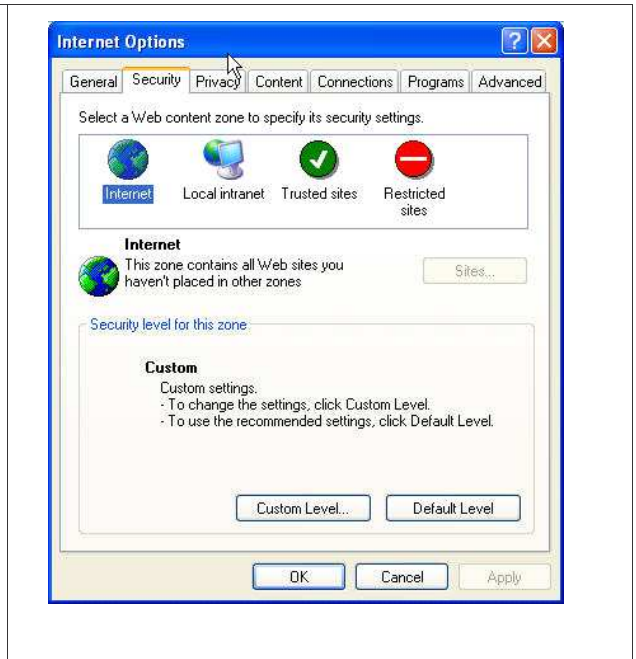 Internet Options
General Security Privacy Content Connections Programs Advanced
Select a Web content zone to specify its security settings.
Internet Local intranet Trusted sites Restricted sites
Internet
This zone contains all Web sites you
haven't placed in other zones
Sites...
Security level for this zone
Custom
Custom settings.
- To change the settings, click Custom Level.
- To use the recommended settings, click Default Level.
Custom Level... Default Level
OK Cancel Apply